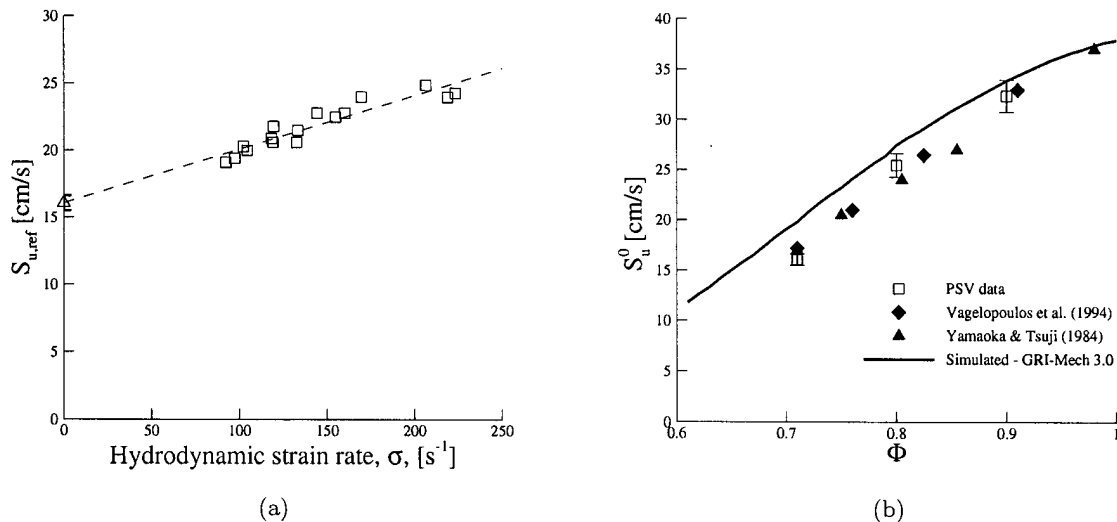 30
25
20
15
10
5
0
S_u,ref [cm/s]
0 50 100 150 200 250
Hydrodynamic strain rate, σ, [s⁻¹]
(a)
40
35
30
25
20
15
10
5
0
S_u^0 [cm/s]
PSV data
Vagelopoulos et al. (1994)
Yamaoka & Tsuji (1984)
Simulated - GRI-Mech 3.0
0.6 0.7 0.8 0.9 1
Φ
(b)